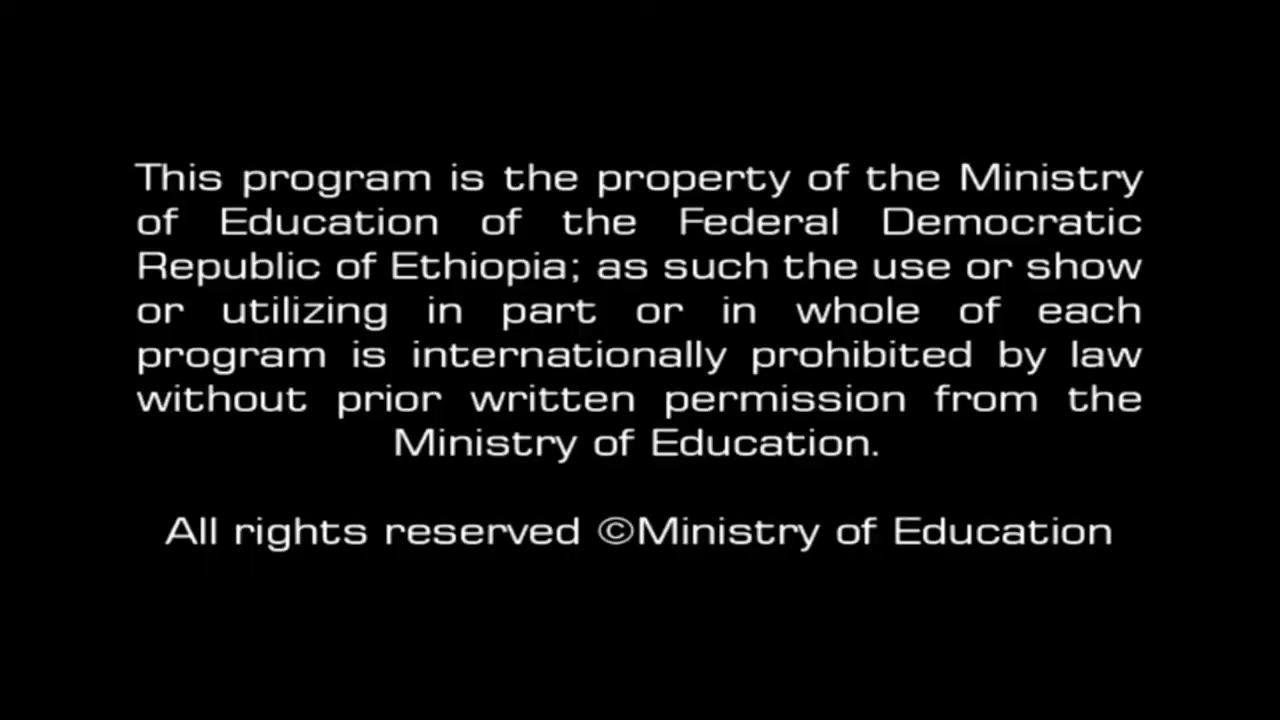 This program is the property of the Ministry
of Education of the Federal Democratic
Republic of Ethiopia; as such the use or show
or utilizing in part or in whole of each
program is internationally prohibited by law
without prior written permission from the
Ministry of Education.
All rights reserved ©Ministry of Education